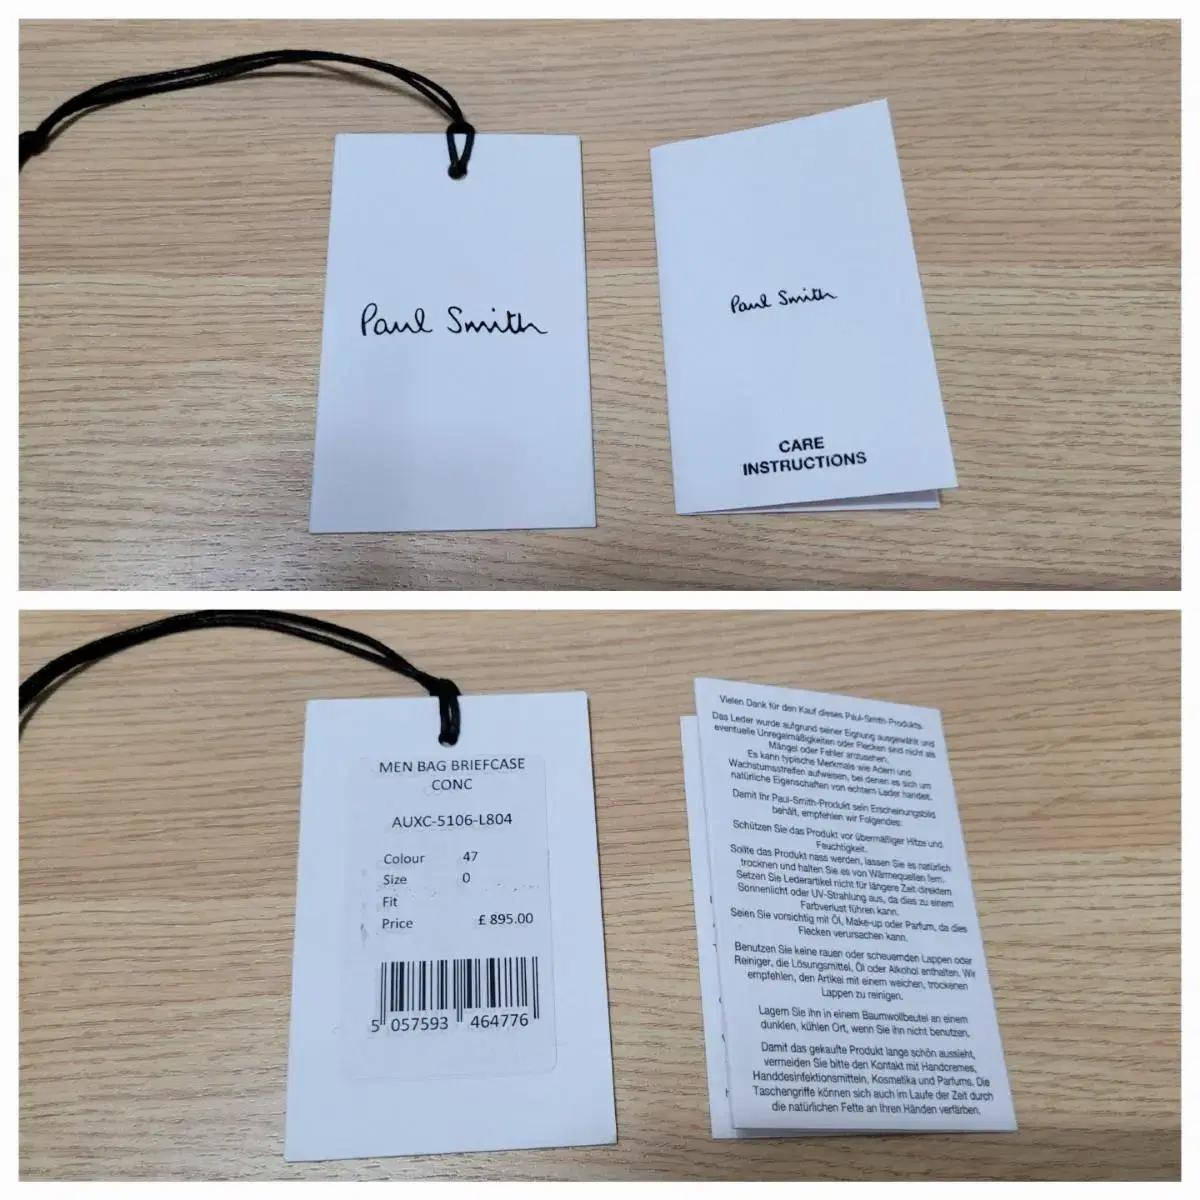 Paul Smith
Paul Smith
CARE
INSTRUCTIONS
MEN BAG BRIEFCASE
CONC
AUXC-5106-L804
Colour 47
Size 0
Fit
Price £ 895.00
5 057593 464776
Vielen Dank für den Kauf dieses Paul-Smith-Produkts.
Das Leder wurde aufgrund seiner Eignung ausgewählt und
eventuelle Unregelmäßigkeiten oder Flecken sind nicht als
Mängel oder Fehler anzusehen.
Es kann typische Merkmale wie Adern und
Wachstumsstreifen aufweisen, bei denen es sich um
natürliche Eigenschaften von echtem Leder handelt.
Damit Ihr Paul-Smith-Produkt sein Erscheinungsbild
behält, empfehlen wir Folgendes:
Schützen Sie das Produkt vor übermäßiger Hitze und
Feuchtigkeit.
Sollte das Produkt nass werden, lassen Sie es natürlich
trocknen und halten Sie es von Wärmequellen fern.
Setzen Sie Lederartikel nicht für längere Zeit direktem
Sonnenlicht oder UV-Strahlung aus, da dies zu einem
Farbverlust führen kann.
Seien Sie vorsichtig mit Öl, Make-up oder Parfum, da dies
Flecken verursachen kann.
Benutzen Sie keine rauen oder scheuernden Lappen oder
Reiniger, die Lösungsmittel, Öl oder Alkohol enthalten. Wir
empfehlen, den Artikel mit einem weichen, trockenen
Lappen zu reinigen.
Lagern Sie ihn in einem Baumwollbeutel an einem
dunklen, kühlen Ort, wenn Sie ihn nicht benutzen.
Damit das gekaufte Produkt lange schön aussieht,
vermeiden Sie bitte den Kontakt mit Handcremes,
Handdesinfektionsmitteln, Kosmetika und Parfums. Die
Taschengriffe können sich auch im Laufe der Zeit durch
die natürlichen Fette an Ihren Händen verfärben.